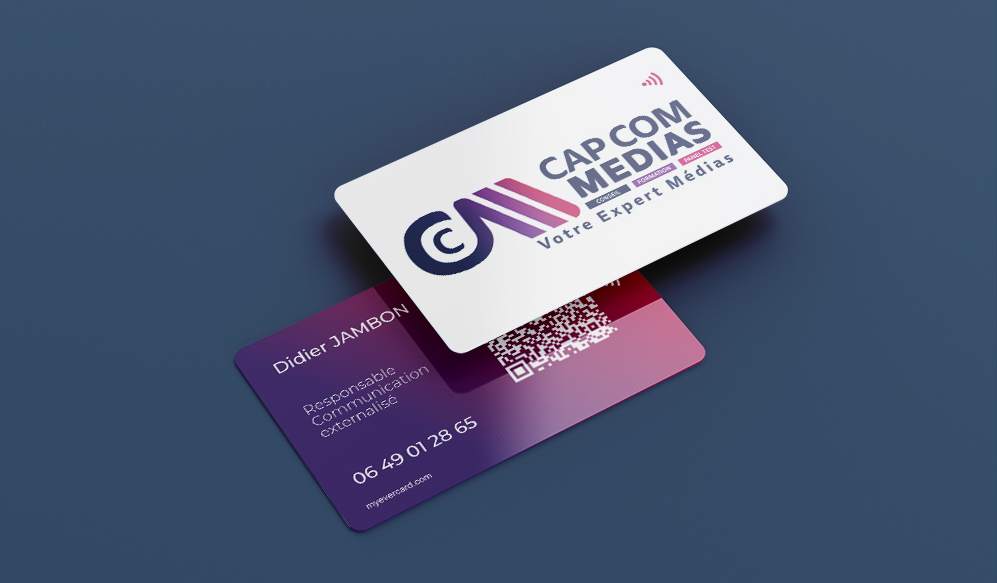 CAP COM
MEDIAS
CONSEIL FORMATION PANEL TEST
Votre Expert Médias
CC
Didier JAMBON
Responsable
Communication
externalisé
06 49 01 28 65
myevercard.com